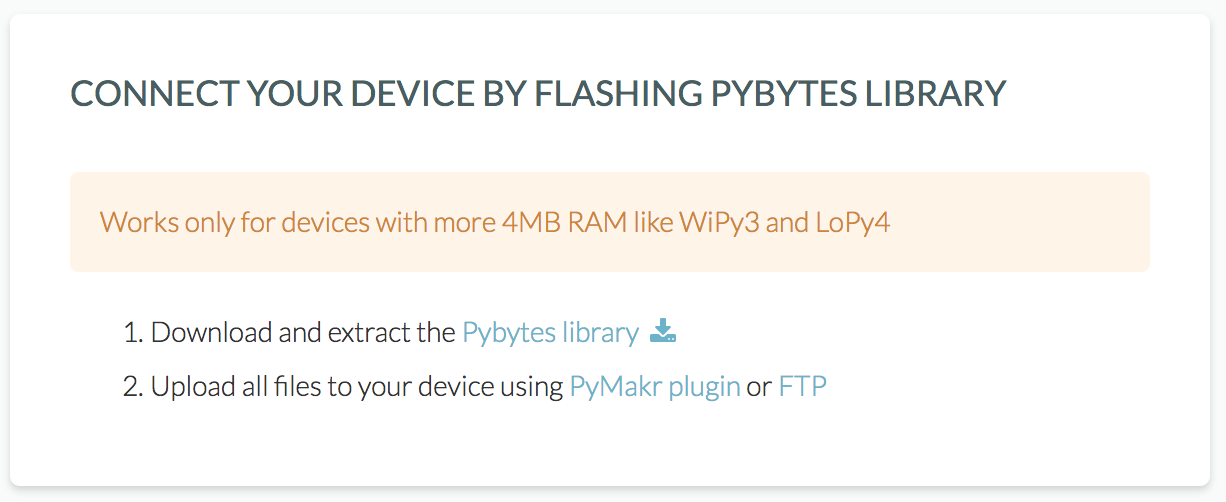 CONNECT YOUR DEVICE BY FLASHING PYBYTES LIBRARY
Works only for devices with more 4MB RAM like WiPy3 and LoPy4
1. Download and extract the Pybytes library
2. Upload all files to your device using PyMakr plugin or FTP